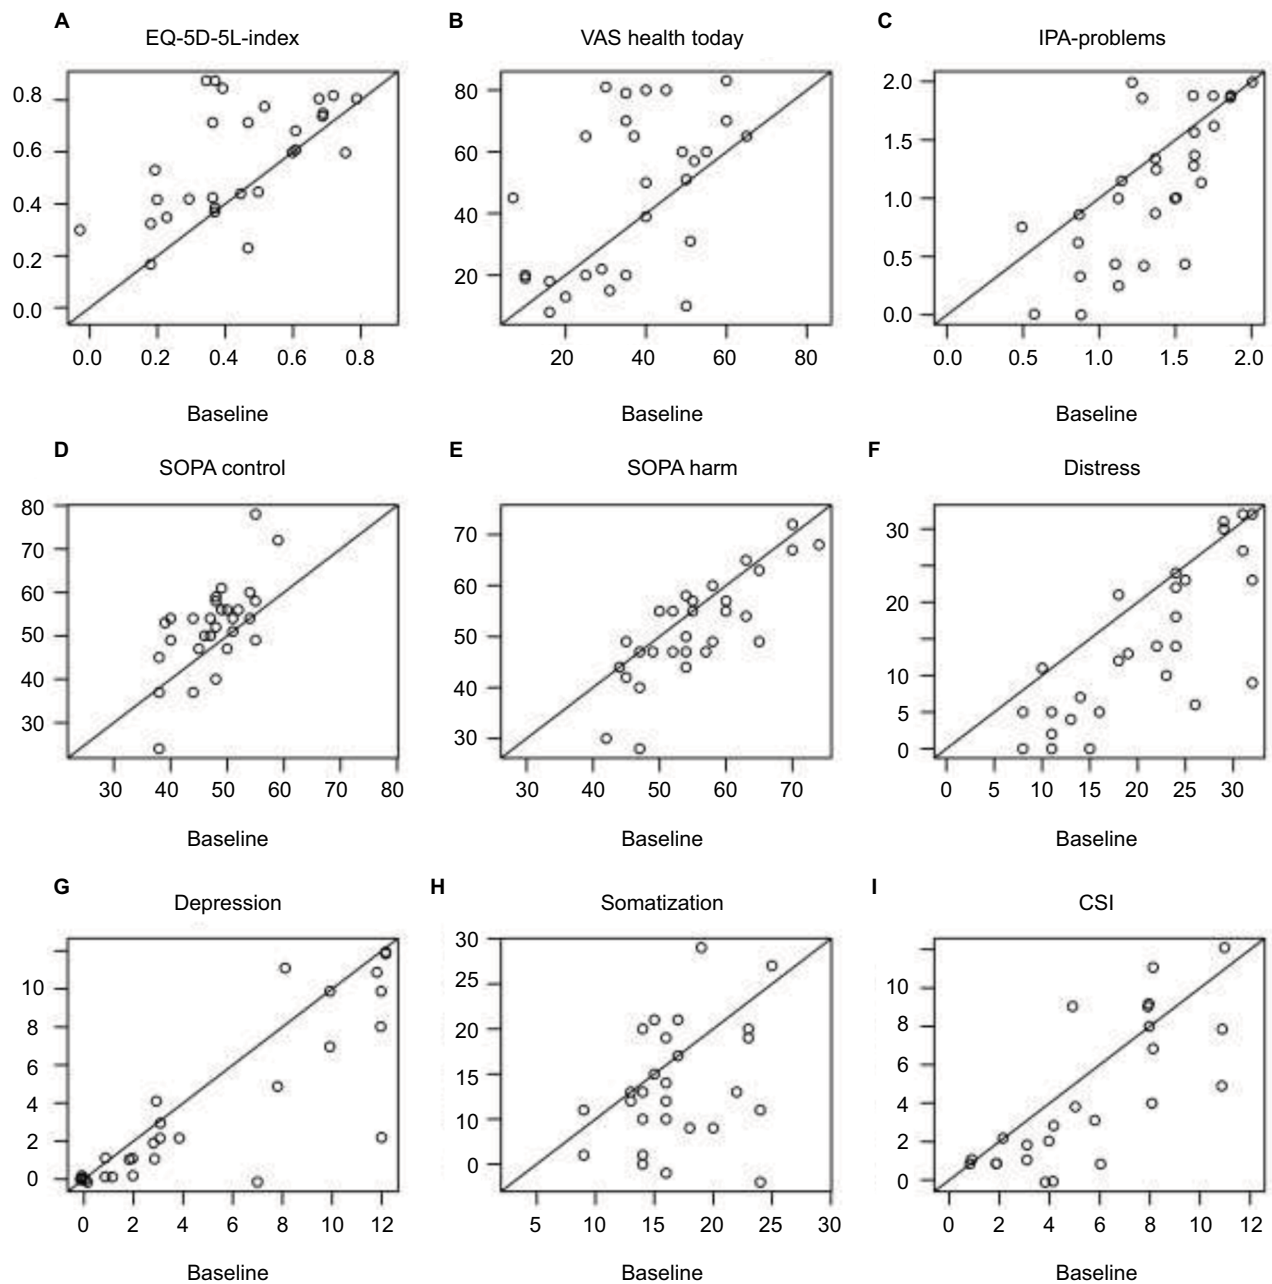 A
EQ-5D-5L-index
0.8
0.6
0.4
0.2
0.0
0.0 0.2 0.4 0.6 0.8
Baseline
B
VAS health today
80
60
40
20
20 40 60 80
Baseline
C
IPA-problems
2.0
1.5
1.0
0.5
0.0
0.0 0.5 1.0 1.5 2.0
Baseline
D
SOPA control
80
70
60
50
40
30
30 40 50 60 70 80
Baseline
E
SOPA harm
70
60
50
40
30
30 40 50 60 70
Baseline
F
Distress
30
20
10
5
0
0 5 10 15 20 25 30
Baseline
G
Depression
10
8
6
4
2
0
0 2 4 6 8 10 12
Baseline
H
Somatization
30
25
20
15
10
0
5 10 15 20 25 30
Baseline
I
CSI
10
8
6
4
2
0
0 2 4 6 8 10 12
Baseline